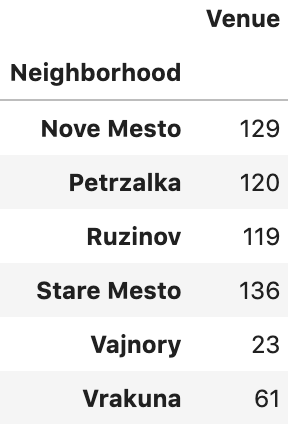 Venue
Neighborhood
Nove Mesto 129
Petrzalka 120
Ruzinov 119
Stare Mesto 136
Vajnory 23
Vrakuna 61